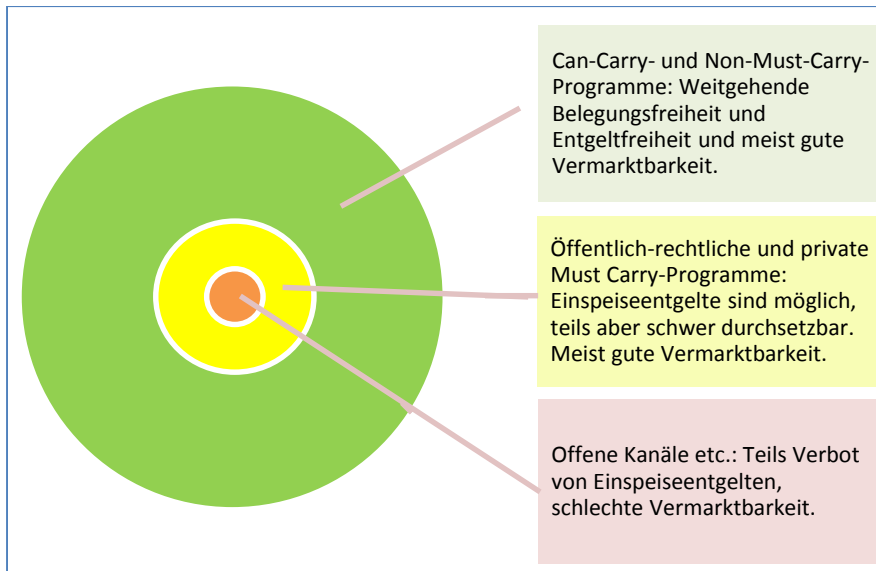 Can-Carry- und Non-Must-Carry-
Programme: Weitgehende
Belegungsfreiheit und
Entgeltfreiheit und meist gute
Vermarktbarkeit.
Öffentlich-rechtliche und private
Must Carry-Programme:
Einspeiseentgelte sind möglich,
teils aber schwer durchsetzbar.
Meist gute Vermarktbarkeit.
Offene Kanäle etc.: Teils Verbot
von Einspeiseentgelten,
schlechte Vermarktbarkeit.